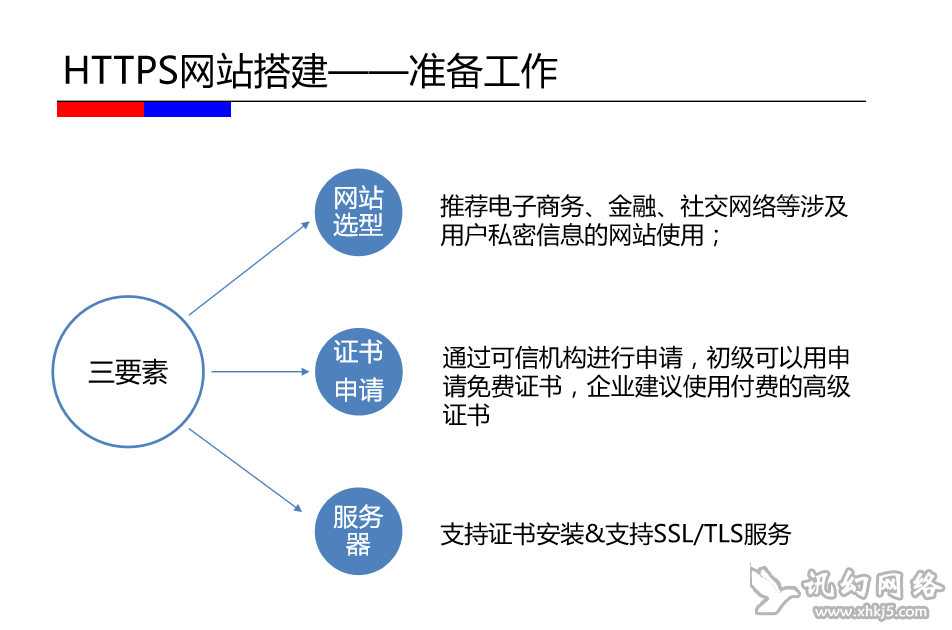 HTTPS网站搭建——准备工作
网站
选型
推荐电子商务、金融、社交网络等涉及
用户私密信息的网站使用；
三要素
证书
申请
通过可信机构进行申请，初级可以用申
请免费证书，企业建议使用付费的高级
证书
服务
器
支持证书安装&支持SSL/TLS服务
讯幻网络
www.xhkj5.com